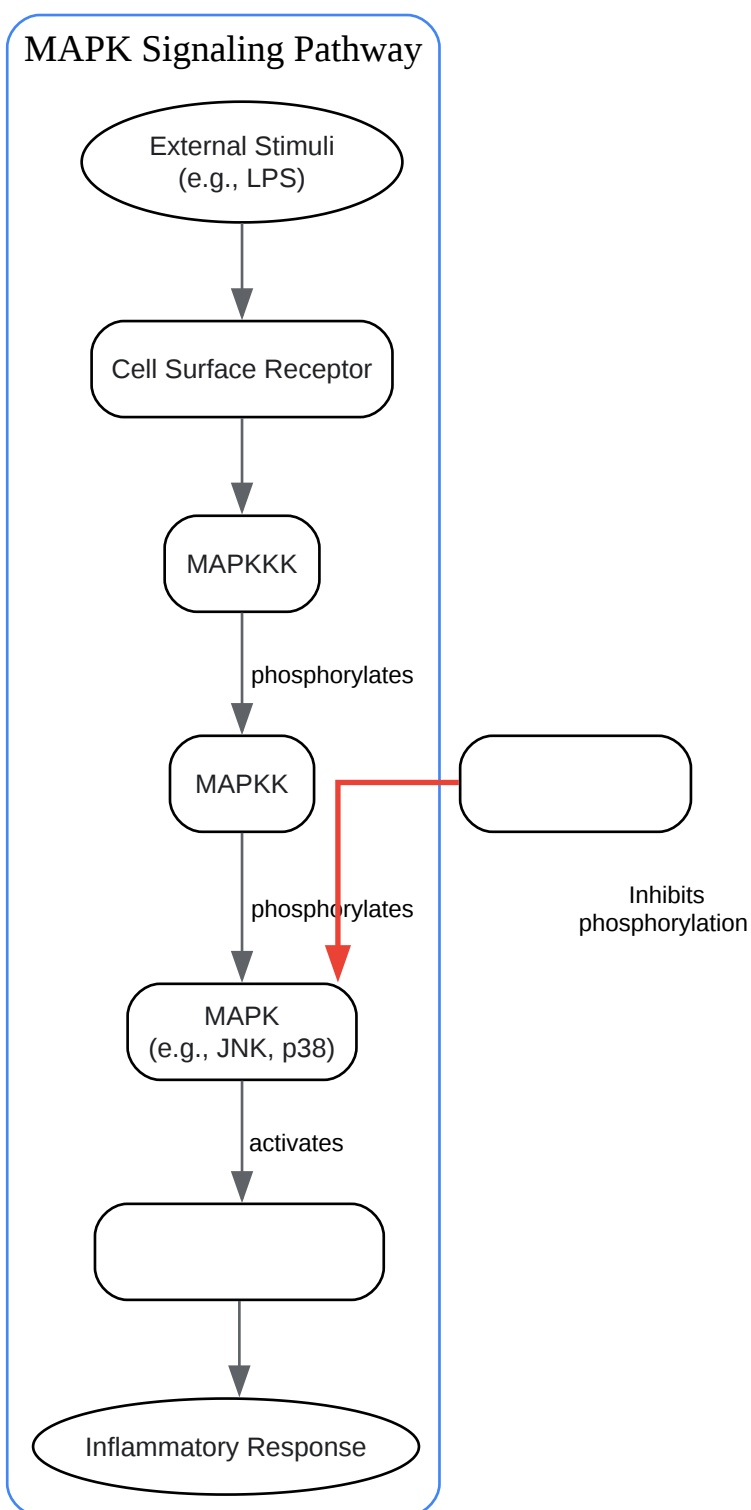 MAPK Signaling Pathway
External Stimuli
(e.g., LPS)
Cell Surface Receptor
MAPKKK
phosphorylates
MAPKK
phosphorylates
Inhibits
phosphorylation
MAPK
(e.g., JNK, p38)
activates
Inflammatory Response